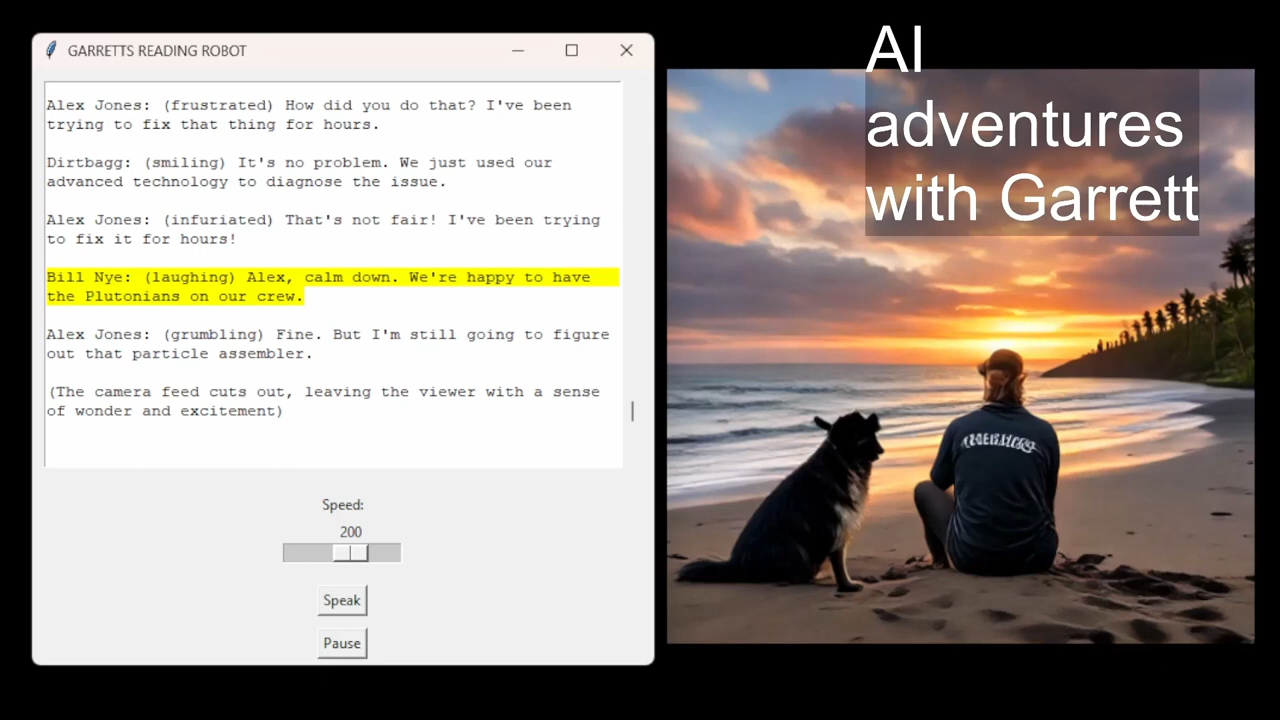 GARRETTS READING ROBOT
Alex Jones: (frustrated) How did you do that? I've been
trying to fix that thing for hours.
Dirtbagg: (smiling) It's no problem. We just used our
advanced technology to diagnose the issue.
Alex Jones: (infuriated) That's not fair! I've been trying
to fix it for hours!
Bill Nye: (laughing) Alex, calm down. We're happy to have
the Plutonians on our crew.
Alex Jones: (grumbling) Fine. But I'm still going to figure
out that particle assembler.
(The camera feed cuts out, leaving the viewer with a sense
of wonder and excitement)
Speed:
200
Speak
Pause
AI
adventures
with Garrett